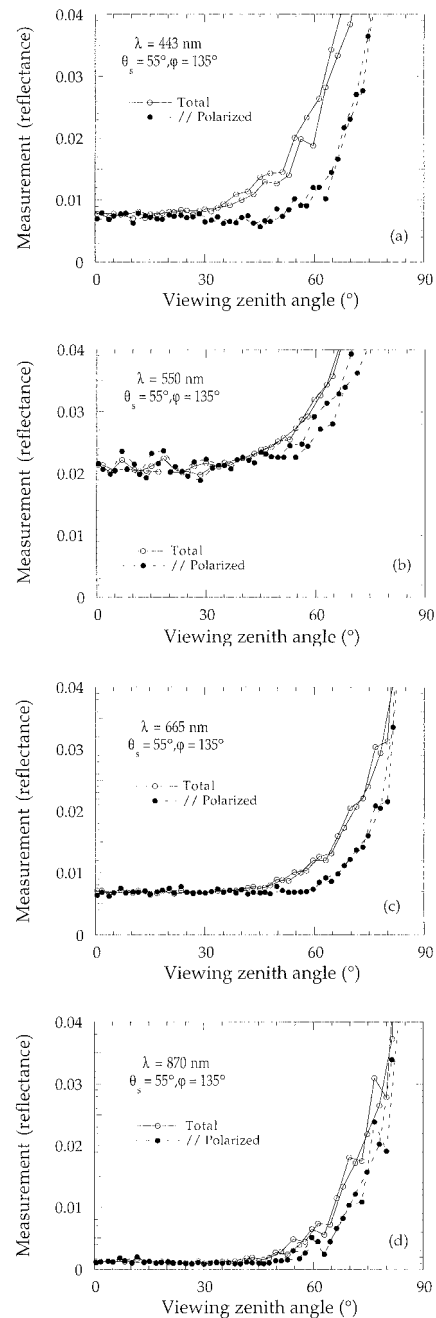 0.04
0.03
0.02
0.01
0
Measurement (reflectance)
λ = 443 nm
θs = 55°,φ = 135°
Total
// Polarized
(a)
0 30 60 90
Viewing zenith angle (°)
0.04
0.03
0.02
0.01
0
Measurement (reflectance)
λ = 550 nm
θs = 55°,φ = 135°
Total
// Polarized
(b)
0 30 60 90
Viewing zenith angle (°)
0.04
0.03
0.02
0.01
0
Measurement (reflectance)
λ = 665 nm
θs = 55°,φ = 135°
Total
// Polarized
(c)
0 30 60 90
Viewing zenith angle (°)
0.04
0.03
0.02
0.01
0
Measurement (reflectance)
λ = 870 nm
θs = 55°,φ = 135°
Total
// Polarized
(d)
0 30 60 90
Viewing zenith angle (°)